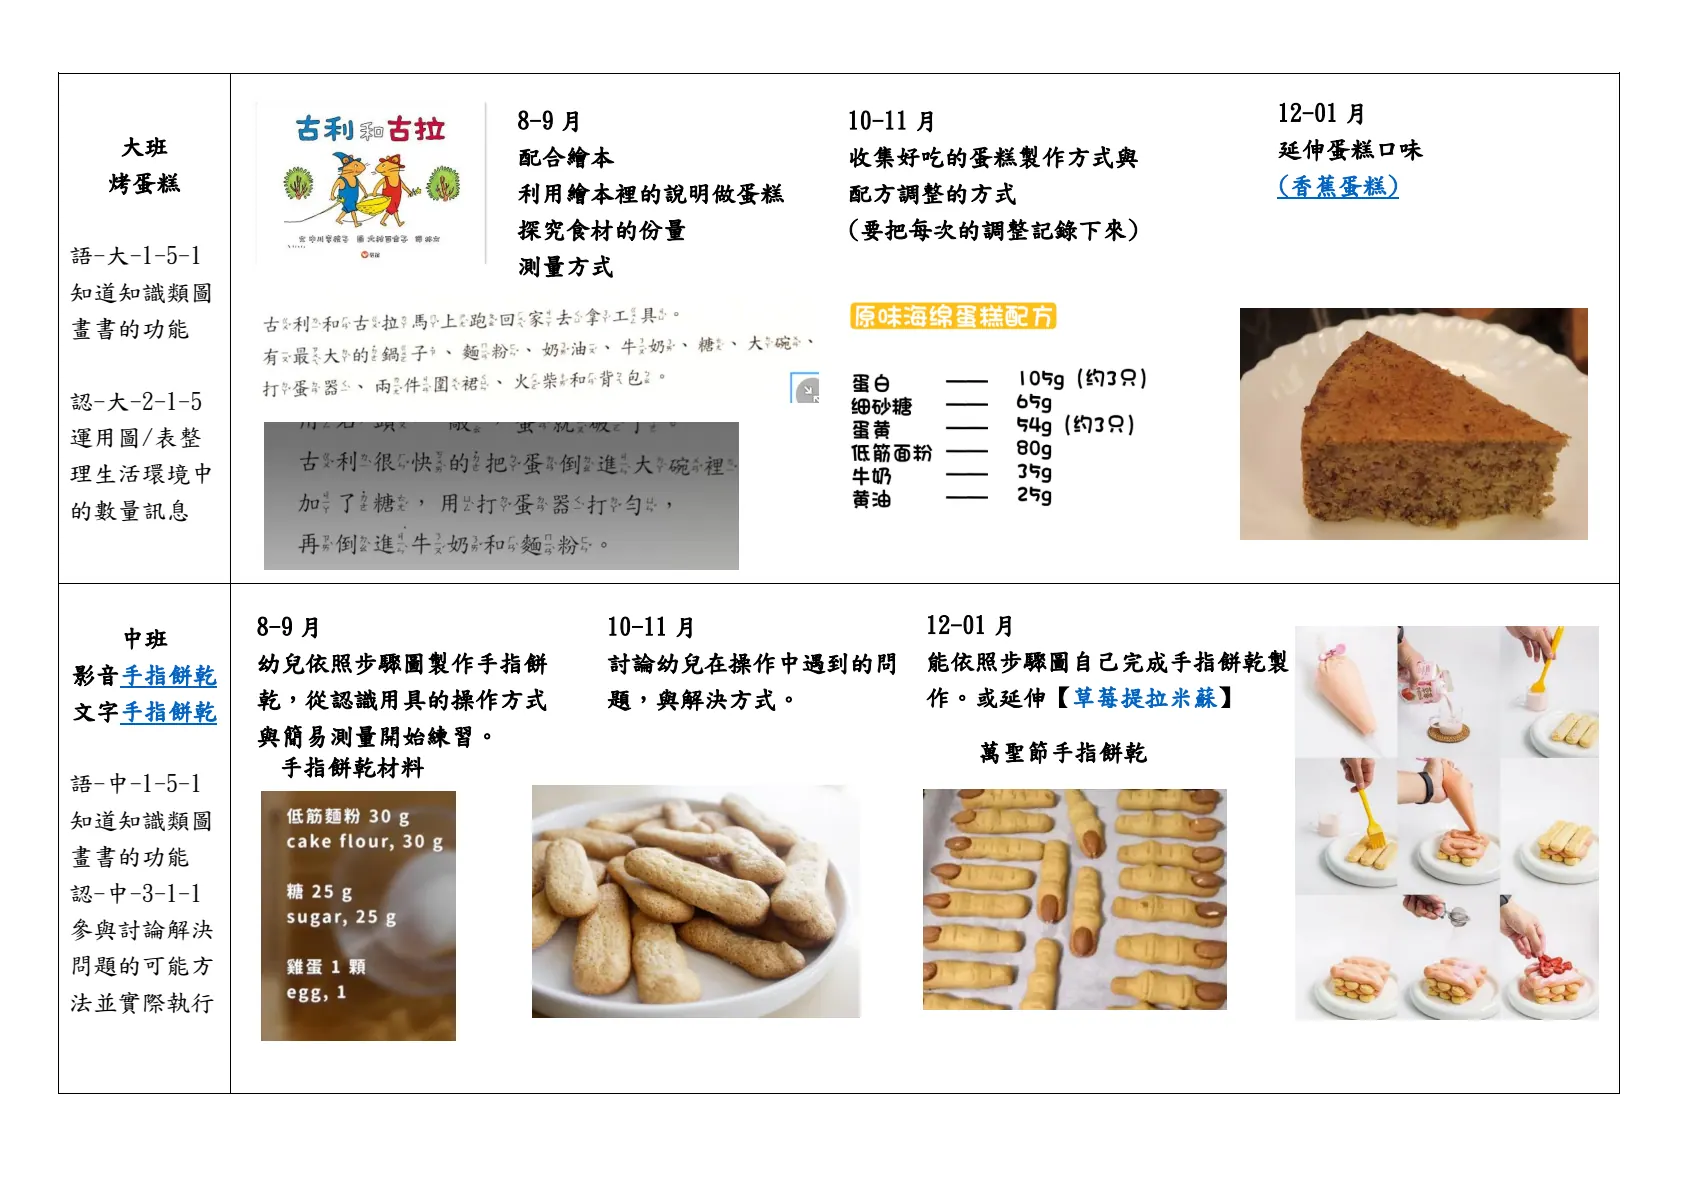 大班
烤蛋糕
語-大-1-5-1
知道知識類圖
畫書的功能
認-大-2-1-5
運用圖/表整
理生活環境中
的數量訊息
古利和古拉
8-9 月
配合繪本
利用繪本裡的說明做蛋糕
探究食材的份量
測量方式
古利和古拉馬上跑回家去拿工具。
有最大的鍋子、麵粉、奶油、牛奶、糖、大碗、
打蛋器、兩件圍裙、火柴和背包。
古利很快的把蛋倒進大碗裡
加了糖，用打蛋器打勻，
再倒進牛奶和麵粉。
10-11 月
收集好吃的蛋糕製作方式與
配方調整的方式
(要把每次的調整記錄下來)
原味海绵蛋糕配方
蛋白 —— 105g (约3只)
细砂糖 —— 65g
蛋黄 —— 54g (约3只)
低筋面粉 —— 80g
牛奶 —— 35g
黄油 —— 25g
12-01 月
延伸蛋糕口味
(香蕉蛋糕)
中班
影音手指餅乾
文字手指餅乾
語-中-1-5-1
知道知識類圖
畫書的功能
認-中-3-1-1
參與討論解決
問題的可能方
法並實際執行
8-9 月
幼兒依照步驟圖製作手指餅
乾，從認識用具的操作方式
與簡易測量開始練習。
手指餅乾材料
低筋麵粉 30 g
cake flour, 30 g
糖 25 g
sugar, 25 g
雞蛋 1 顆
egg, 1
10-11 月
討論幼兒在操作中遇到的問
題，與解決方式。
12-01 月
能依照步驟圖自己完成手指餅乾製
作。或延伸【草莓提拉米蘇】
萬聖節手指餅乾